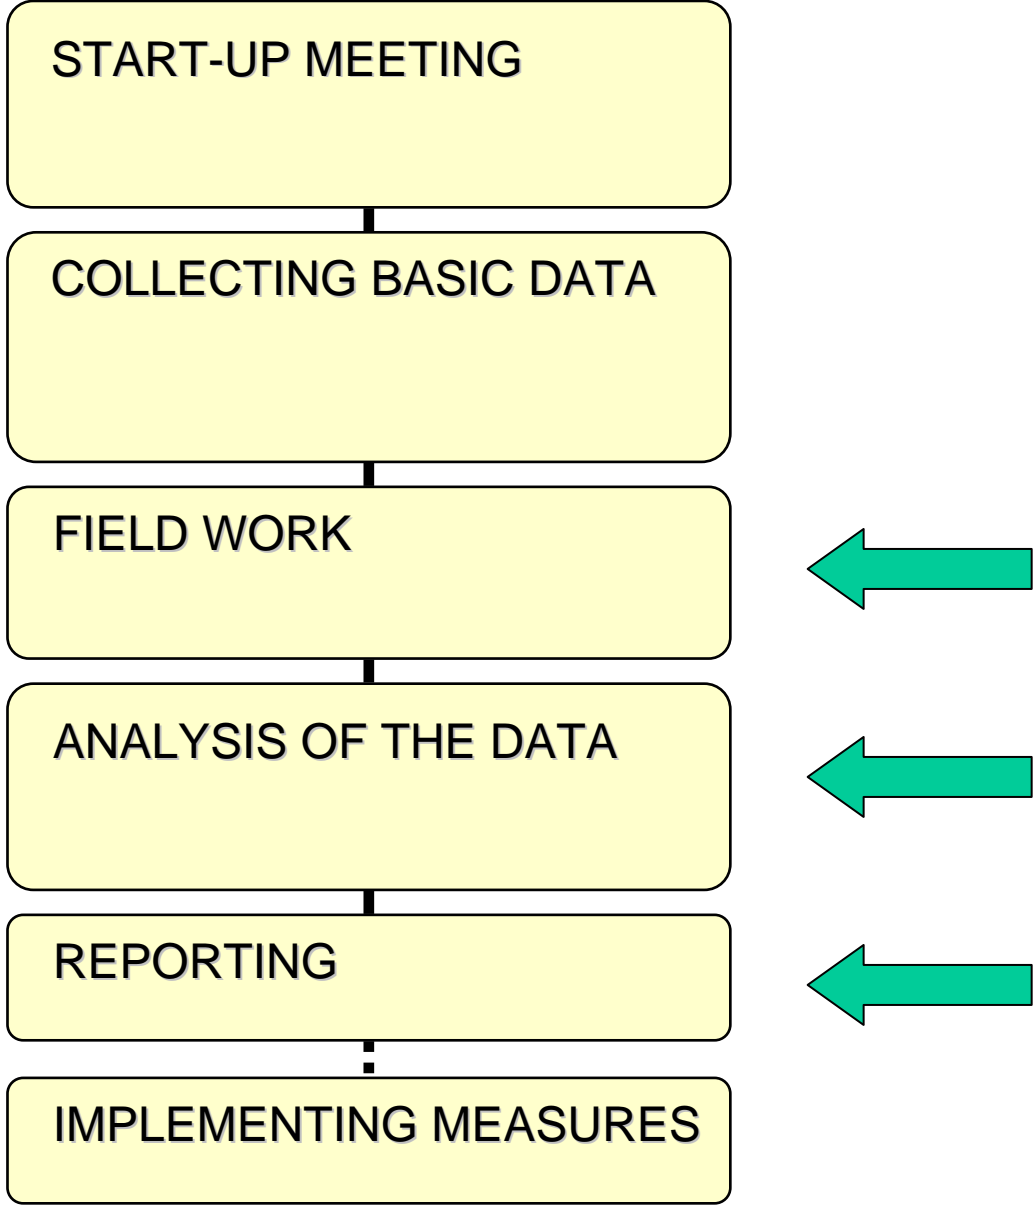 START-UP MEETING
COLLECTING BASIC DATA
FIELD WORK
ANALYSIS OF THE DATA
REPORTING
IMPLEMENTING MEASURES